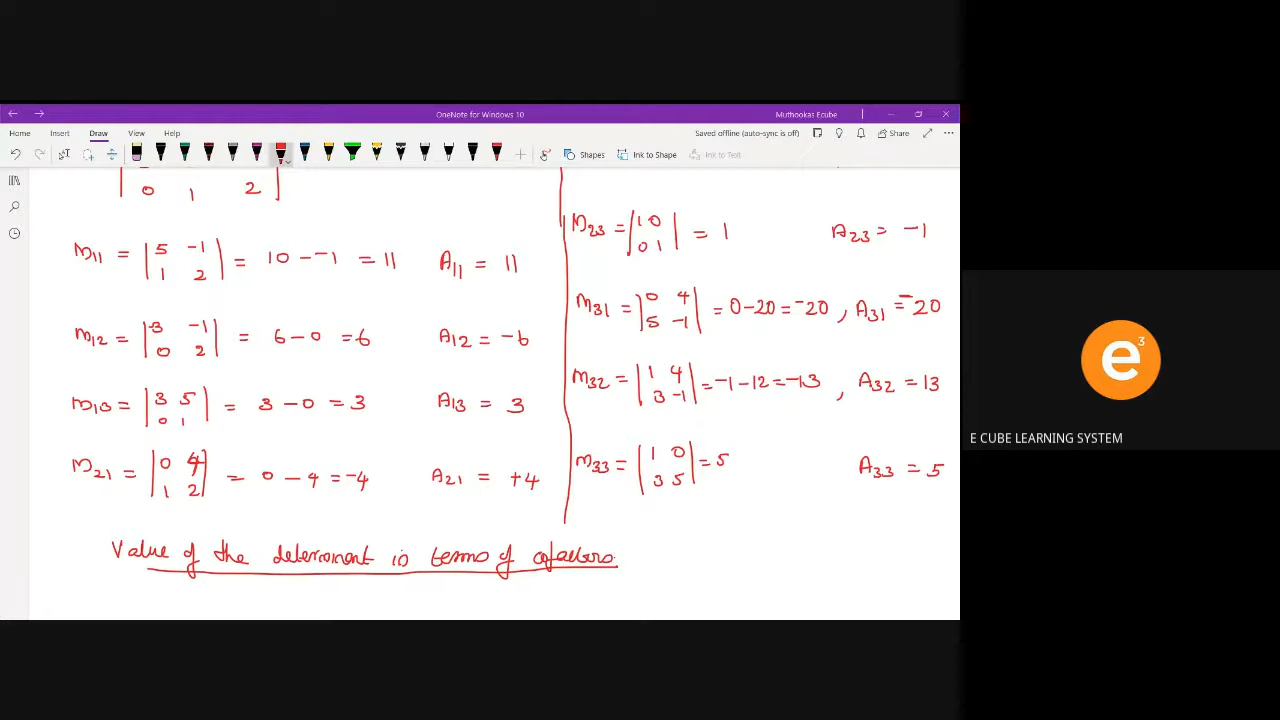 OneNote for Windows 10
Muthookas Ecube
Home Insert Draw View Help
Saved offline (auto-sync is off)
Share
Shapes
Ink to Shape
Ink to Text
0 1 2
M11 = |5 -1; 1 2| = 10 - -1 = 11 A11 = 11
M12 = |3 -1; 0 2| = 6-0 = 6 A12 = -6
M13 = |3 5; 0 1| = 3-0 = 3 A13 = 3
M21 = |0 4; 1 2| = 0-4 = -4 A21 = +4
Value of the determinant in terms of cofactors
M23 = |1 0; 0 1| = 1 A23 = -1
M31 = |0 4; 5 -1| = 0-20 = -20, A31 = -20
M32 = |1 4; 3 -1| = -1-12 = -13, A32 = 13
M33 = |1 0; 3 5| = 5 A33 = 5
e3
E CUBE LEARNING SYSTEM